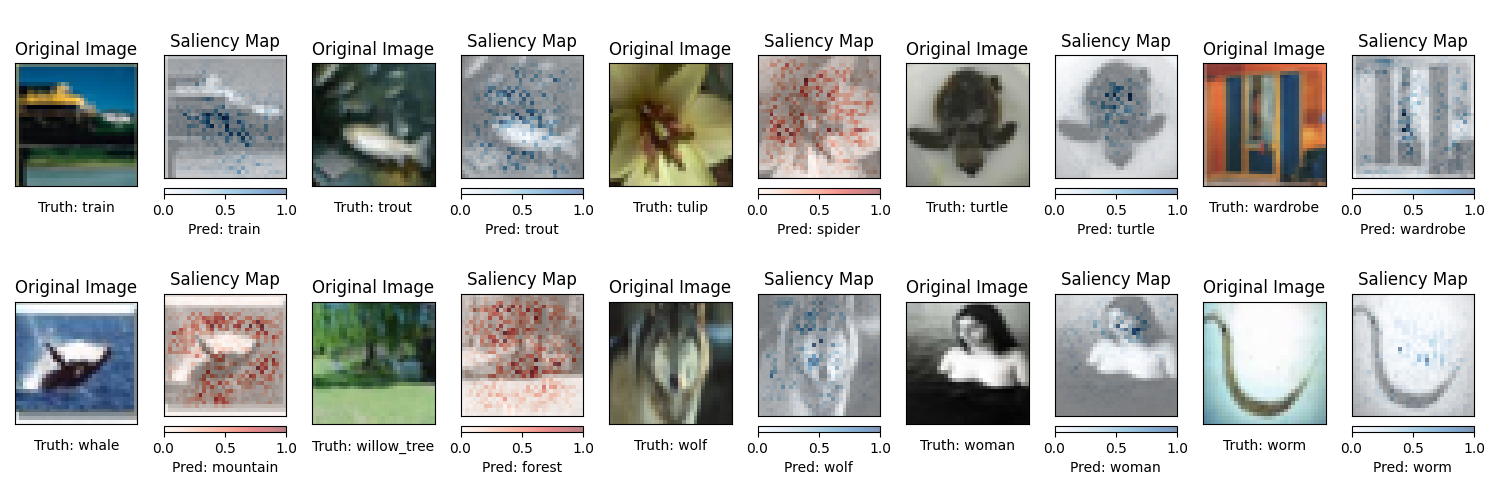 Original Image Saliency Map Original Image Saliency Map Original Image Saliency Map Original Image Saliency Map Original Image Saliency Map
Truth: train 0.0 0.5 1.0 Truth: trout 0.0 0.5 1.0 Truth: tulip 0.0 0.5 1.0 Truth: turtle 0.0 0.5 1.0 Truth: wardrobe 0.0 0.5 1.0
Pred: train Pred: trout Pred: spider Pred: turtle Pred: wardrobe
Original Image Saliency Map Original Image Saliency Map Original Image Saliency Map Original Image Saliency Map Original Image Saliency Map
Truth: whale 0.0 0.5 1.0 Truth: willow_tree 0.0 0.5 1.0 Truth: wolf 0.0 0.5 1.0 Truth: woman 0.0 0.5 1.0 Truth: worm 0.0 0.5 1.0
Pred: mountain Pred: forest Pred: wolf Pred: woman Pred: worm